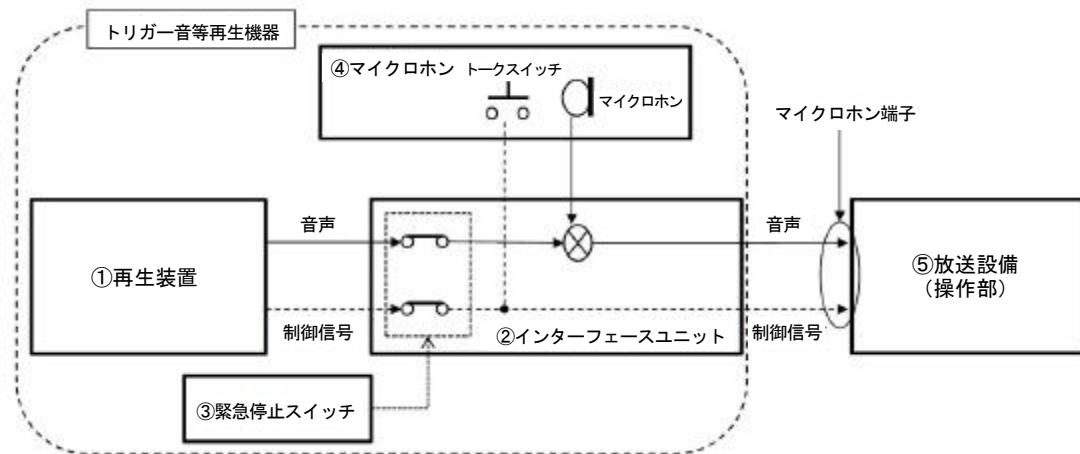 トリガー音等再生機器
④マイクロホン トークスイッチ
マイクロホン
マイクロホン端子
音声
音声
①再生装置
⑤放送設備
(操作部)
制御信号
②インターフェースユニット
制御信号
③緊急停止スイッチ